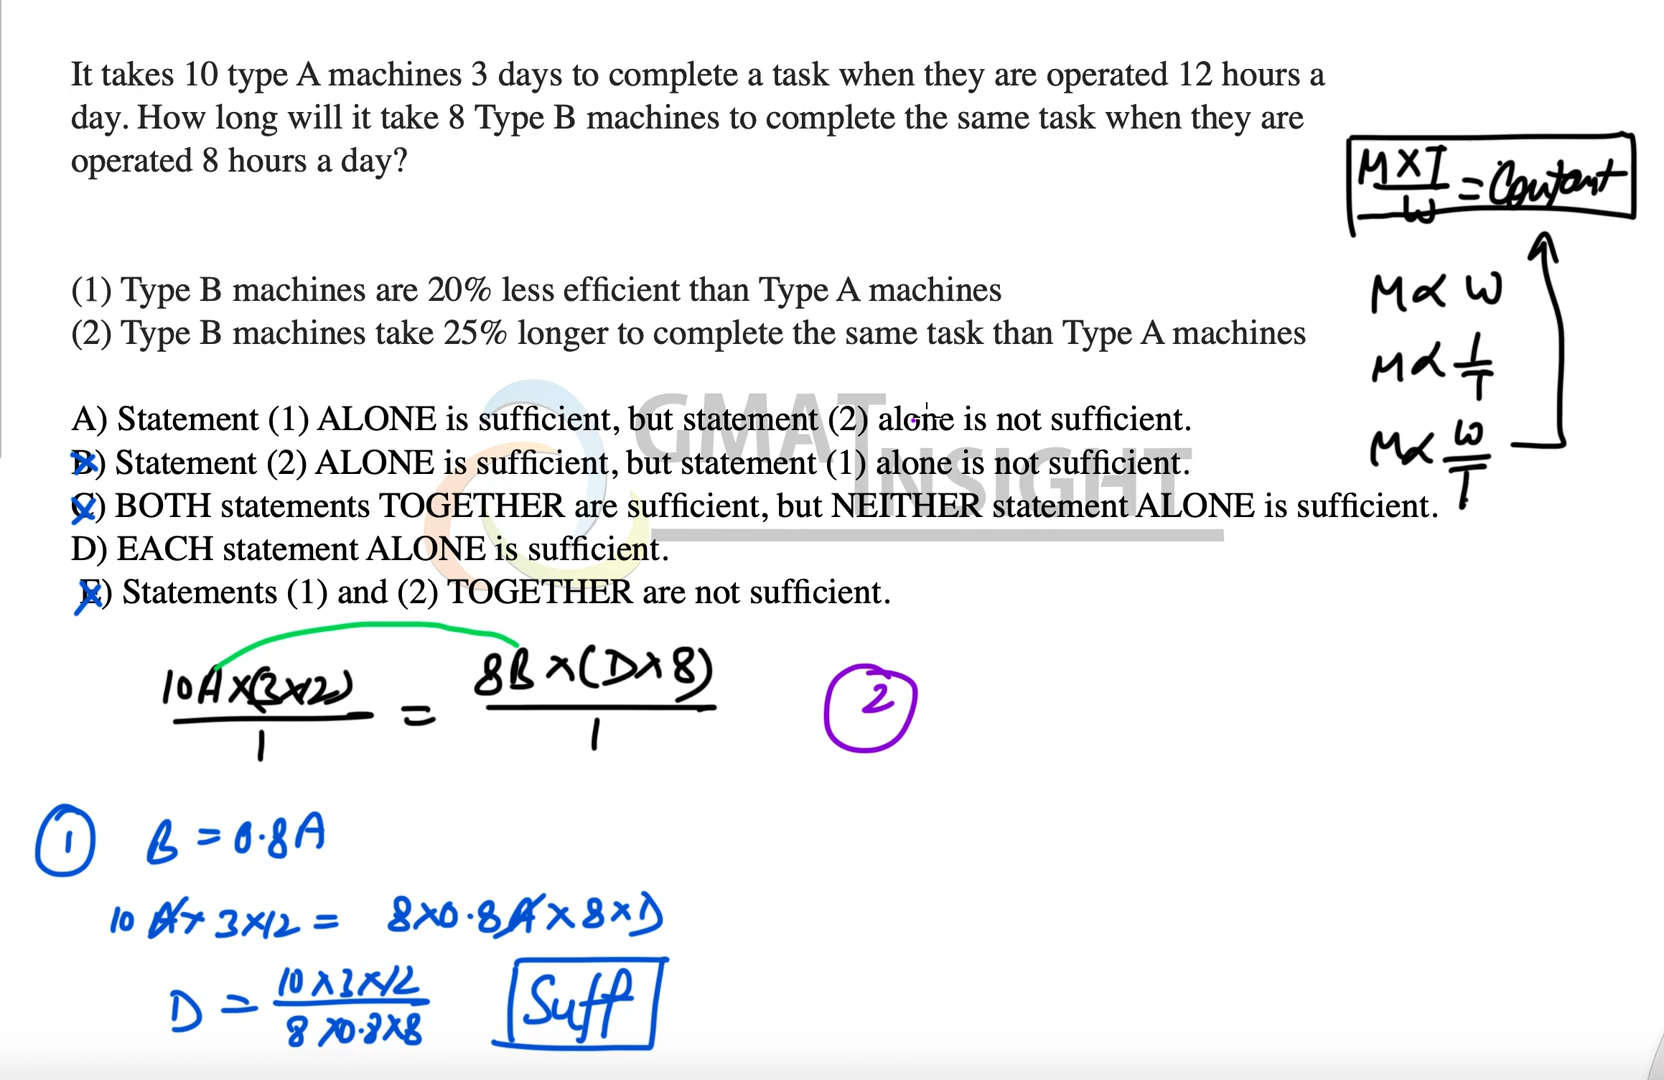 It takes 10 type A machines 3 days to complete a task when they are operated 12 hours a
day. How long will it take 8 Type B machines to complete the same task when they are
operated 8 hours a day?
M×T/W = Constant
(1) Type B machines are 20% less efficient than Type A machines
(2) Type B machines take 25% longer to complete the same task than Type A machines
M∝W
M∝1/T
M∝W/T
GMAT
INSIGHT
A) Statement (1) ALONE is sufficient, but statement (2) alone is not sufficient.
B) Statement (2) ALONE is sufficient, but statement (1) alone is not sufficient.
C) BOTH statements TOGETHER are sufficient, but NEITHER statement ALONE is sufficient.
D) EACH statement ALONE is sufficient.
E) Statements (1) and (2) TOGETHER are not sufficient.
10A×(3×12)/1 = 8B×(D×8)/1
2
1 B = 0.8A
10A×3×12 = 8×0.8A×8×D
D = 10×3×12/8×0.8×8 Suff